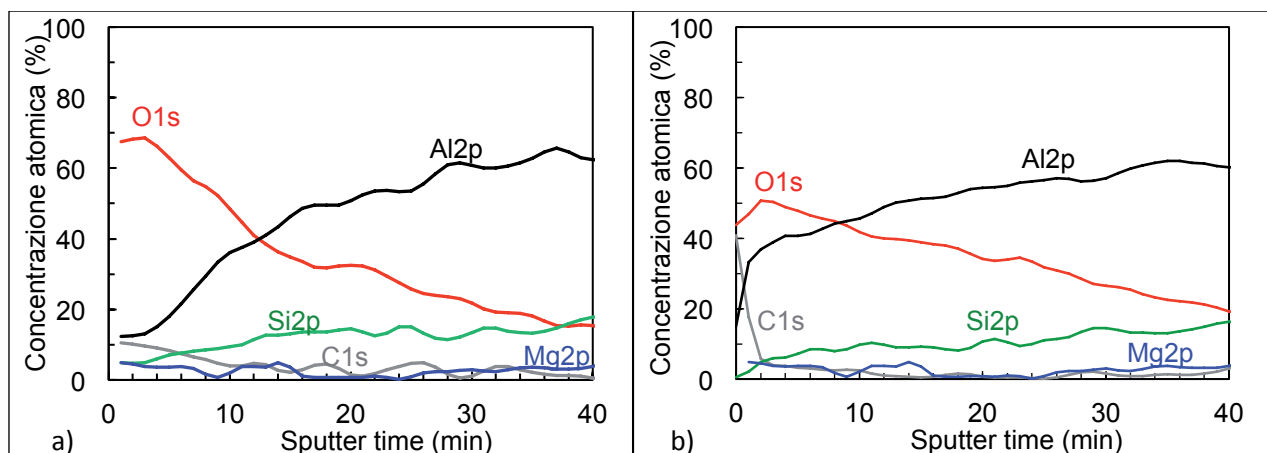 100
80
60
40
20
0
Concentrazione atomica (%)
O1s
Al2p
Si2p
C1s
Mg2p
0 10 20 30 40
Sputter time (min)
a)
100
80
60
40
20
0
Concentrazione atomica (%)
O1s
Al2p
C1s
Si2p
Mg2p
0 10 20 30 40
Sputter time (min)
b)